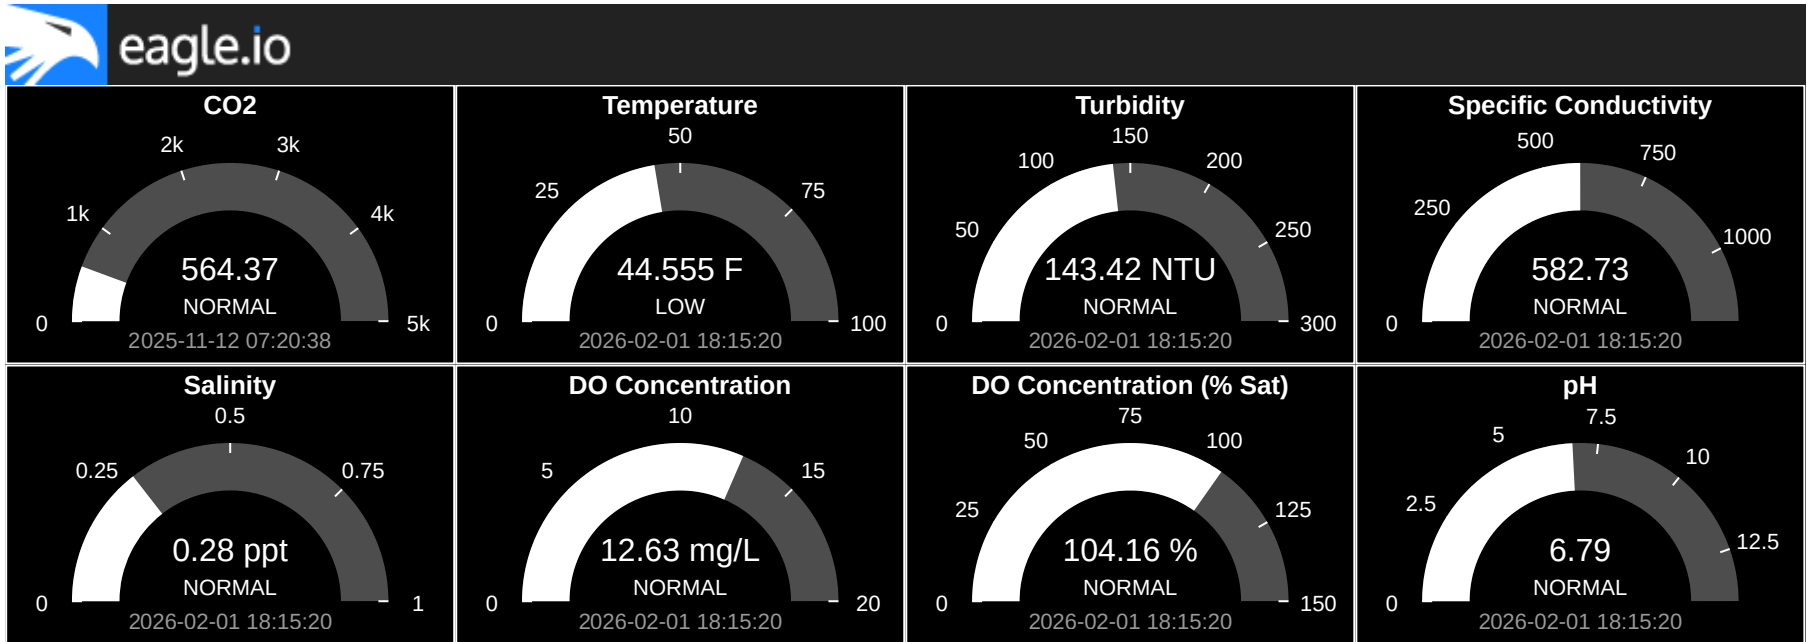 eagle.io
CO2
2k 3k
1k 4k
564.37
NORMAL
0 5k
2025-11-12 07:20:38
Temperature
50
25 75
44.555 F
LOW
0 100
2026-02-01 18:15:20
Turbidity
150
100 200
50 250
143.42 NTU
NORMAL
0 300
2026-02-01 18:15:20
Specific Conductivity
500 750
250 1000
582.73
NORMAL
0
2026-02-01 18:15:20
Salinity
0.5
0.25 0.75
0.28 ppt
NORMAL
0 1
2026-02-01 18:15:20
DO Concentration
10
5 15
12.63 mg/L
NORMAL
0 20
2026-02-01 18:15:20
DO Concentration (% Sat)
75
50 100
25 125
104.16 %
NORMAL
0 150
2026-02-01 18:15:20
pH
7.5
5 10
2.5 12.5
6.79
NORMAL
0
2026-02-01 18:15:20